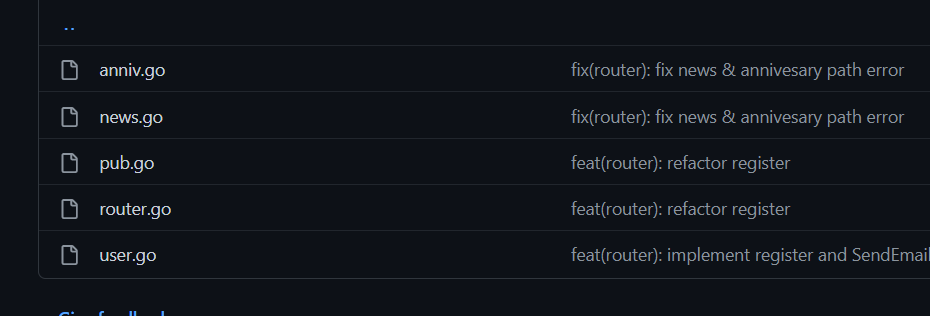 ..
anniv.go fix(router): fix news & annivesary path error
news.go fix(router): fix news & annivesary path error
pub.go feat(router): refactor register
router.go feat(router): refactor register
user.go feat(router): implement register and SendEmail